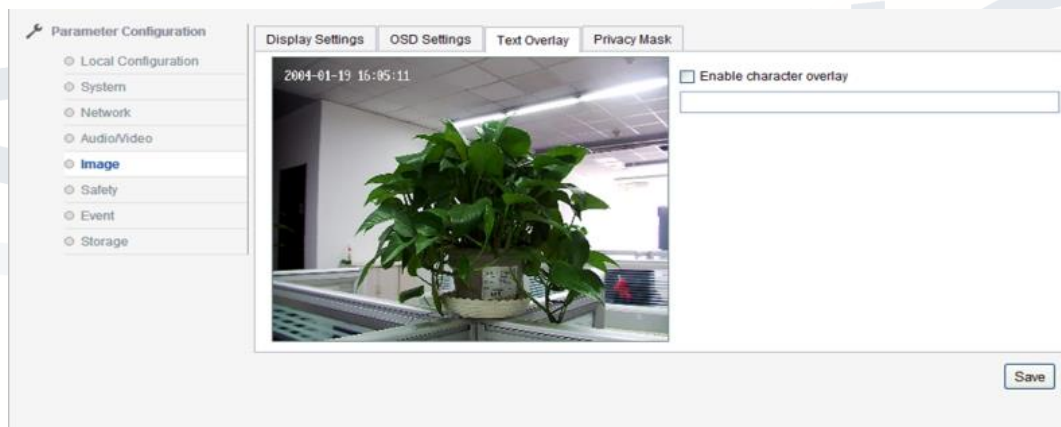 Parameter Configuration
Local Configuration
System
Network
Audio/Video
Image
Safety
Event
Storage
Display Settings
OSD Settings
Text Overlay
Privacy Mask
2004-01-19 16:05:11
Enable character overlay
Save